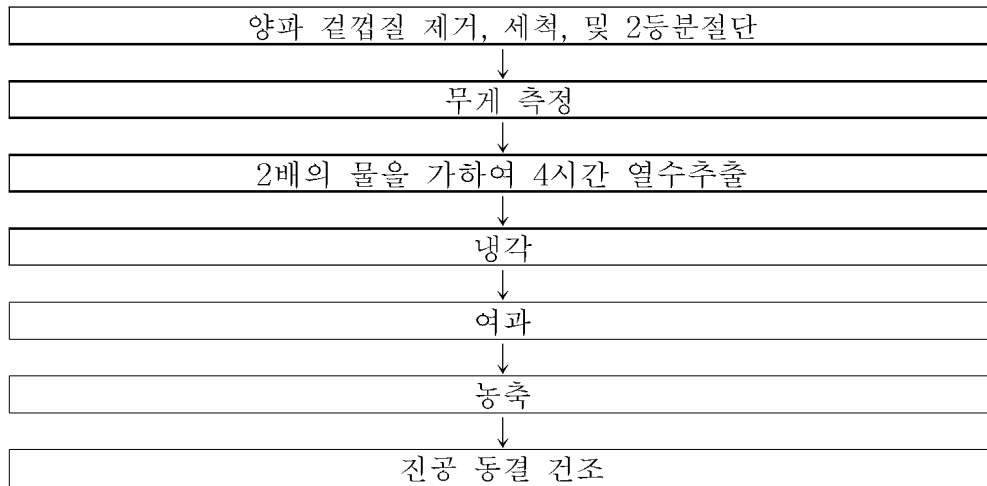 양파 겉껍질 제거, 세척, 및 2등분절단
↓
무게 측정
↓
2배의 물을 가하여 4시간 열수추출
↓
냉각
↓
여과
↓
농축
↓
진공 동결 건조